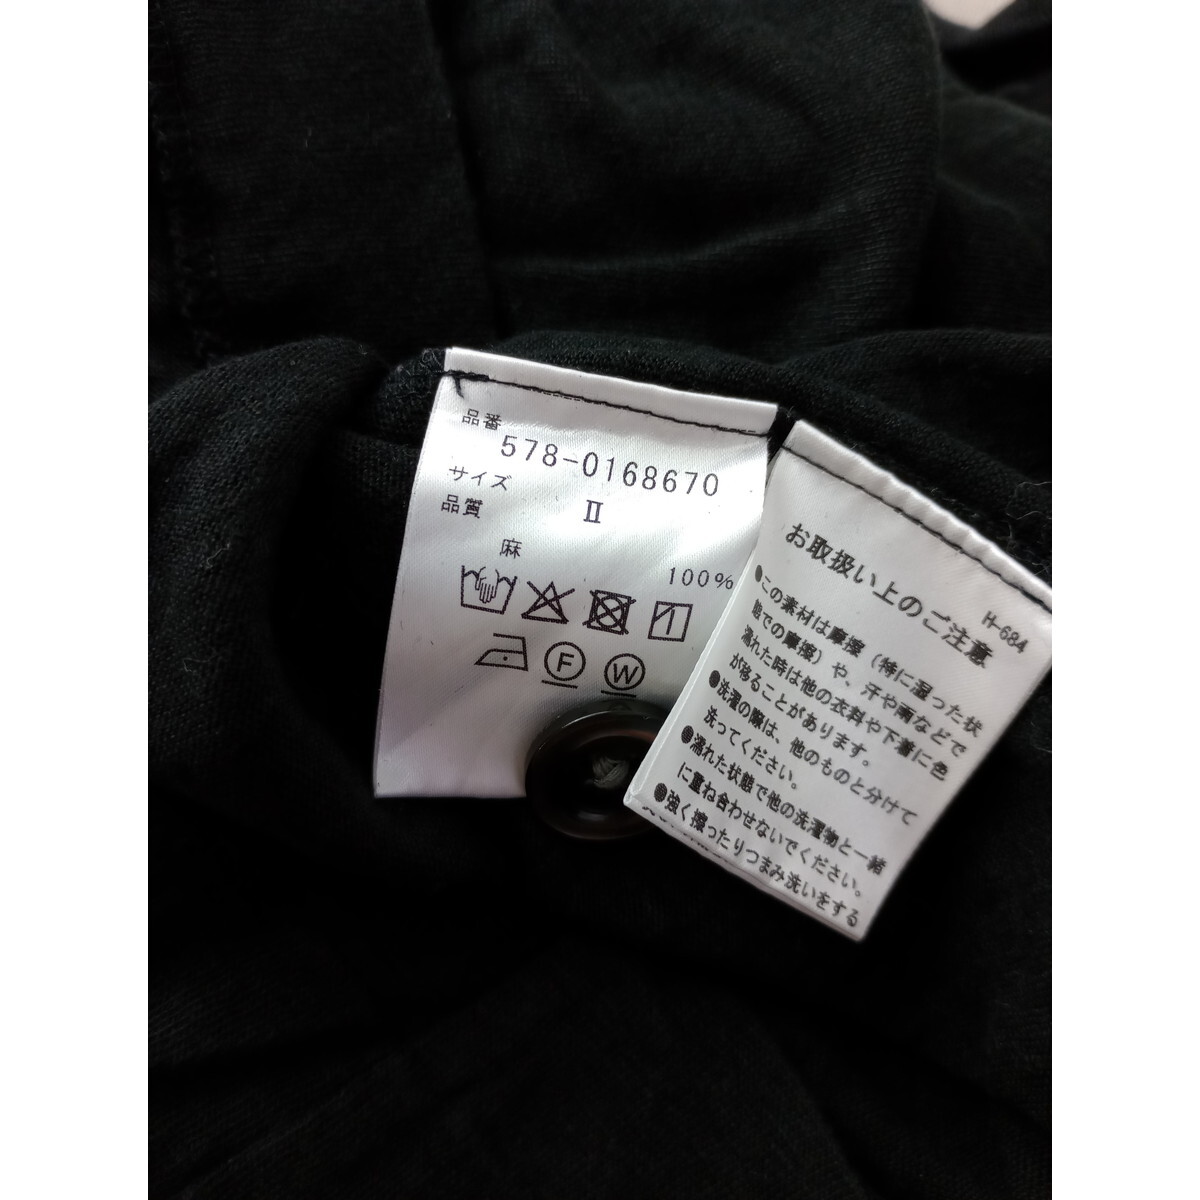 品番
578-0168670
サイズ
Ⅱ
品質
麻
100%
F
W
H-684
お取扱い上のご注意
●この素材は摩擦（特に湿った状
態での摩擦）や、汗や雨などで
濡れた時は他の衣料や下着に色
が移ることがあります。
●洗濯の際は、他のものと分けて
洗ってください。
●濡れた状態で他の洗濯物と一緒
に重ね合わせないでください。
●強く擦ったりつまみ洗いをする